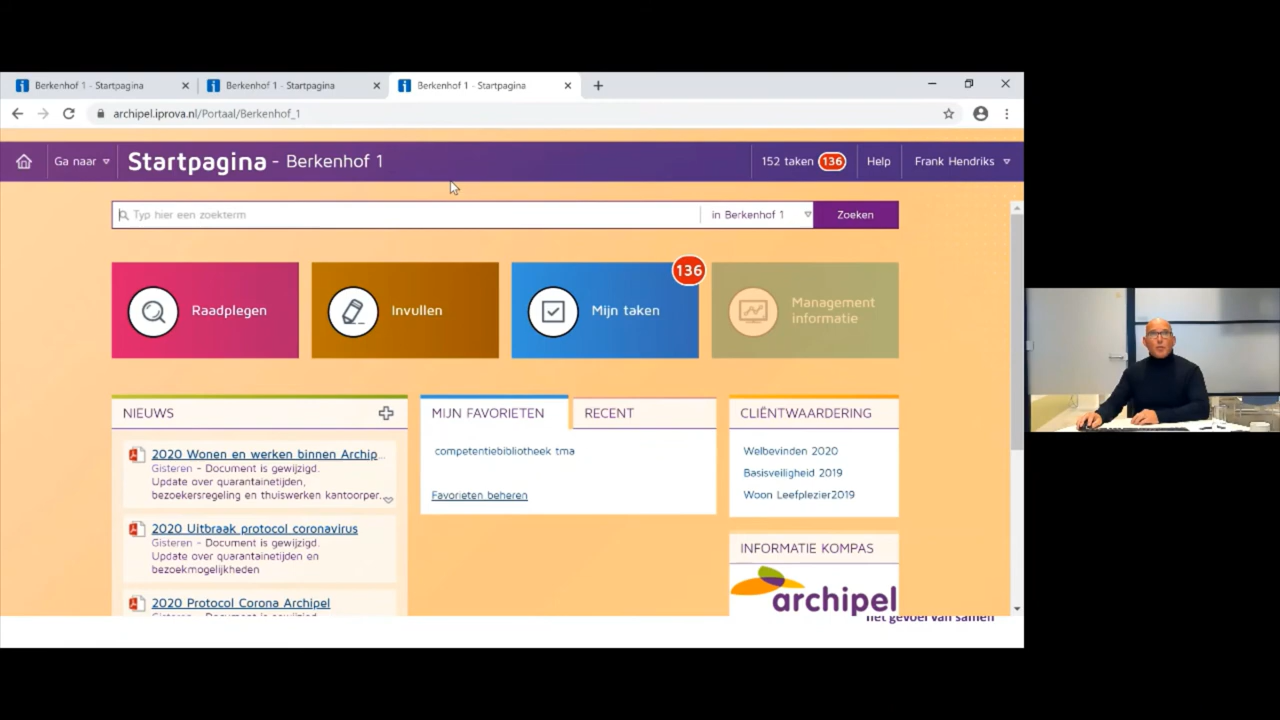 Berkenhof 1 - Startpagina
Berkenhof 1 - Startpagina
Berkenhof 1 - Startpagina
archipel.iprova.nl/Portaal/Berkenhof_1
Ga naar
Startpagina - Berkenhof 1
152 taken 136
Help
Frank Hendriks
Typ hier een zoekterm
in Berkenhof 1
Zoeken
Raadplegen
Invullen
Mijn taken
136
Management
informatie
NIEUWS
2020 Wonen en werken binnen Archip...
Gisteren - Document is gewijzigd.
Update over quarantainetijden,
bezoekersregeling en thuiswerken kantoorper...
2020 Uitbraak protocol coronavirus
Gisteren - Document is gewijzigd.
Update over quarantainetijden en
bezoekmogelijkheden
2020 Protocol Corona Archipel
Gisteren - Document is gewijzigd.
MIJN FAVORIETEN
RECENT
competentiebibliotheek tma
Favorieten beheren
CLIËNTWAARDERING
Welbevinden 2020
Basisveiligheid 2019
Woon Leefplezier2019
INFORMATIE KOMPAS
archipel
het gevoel van samen